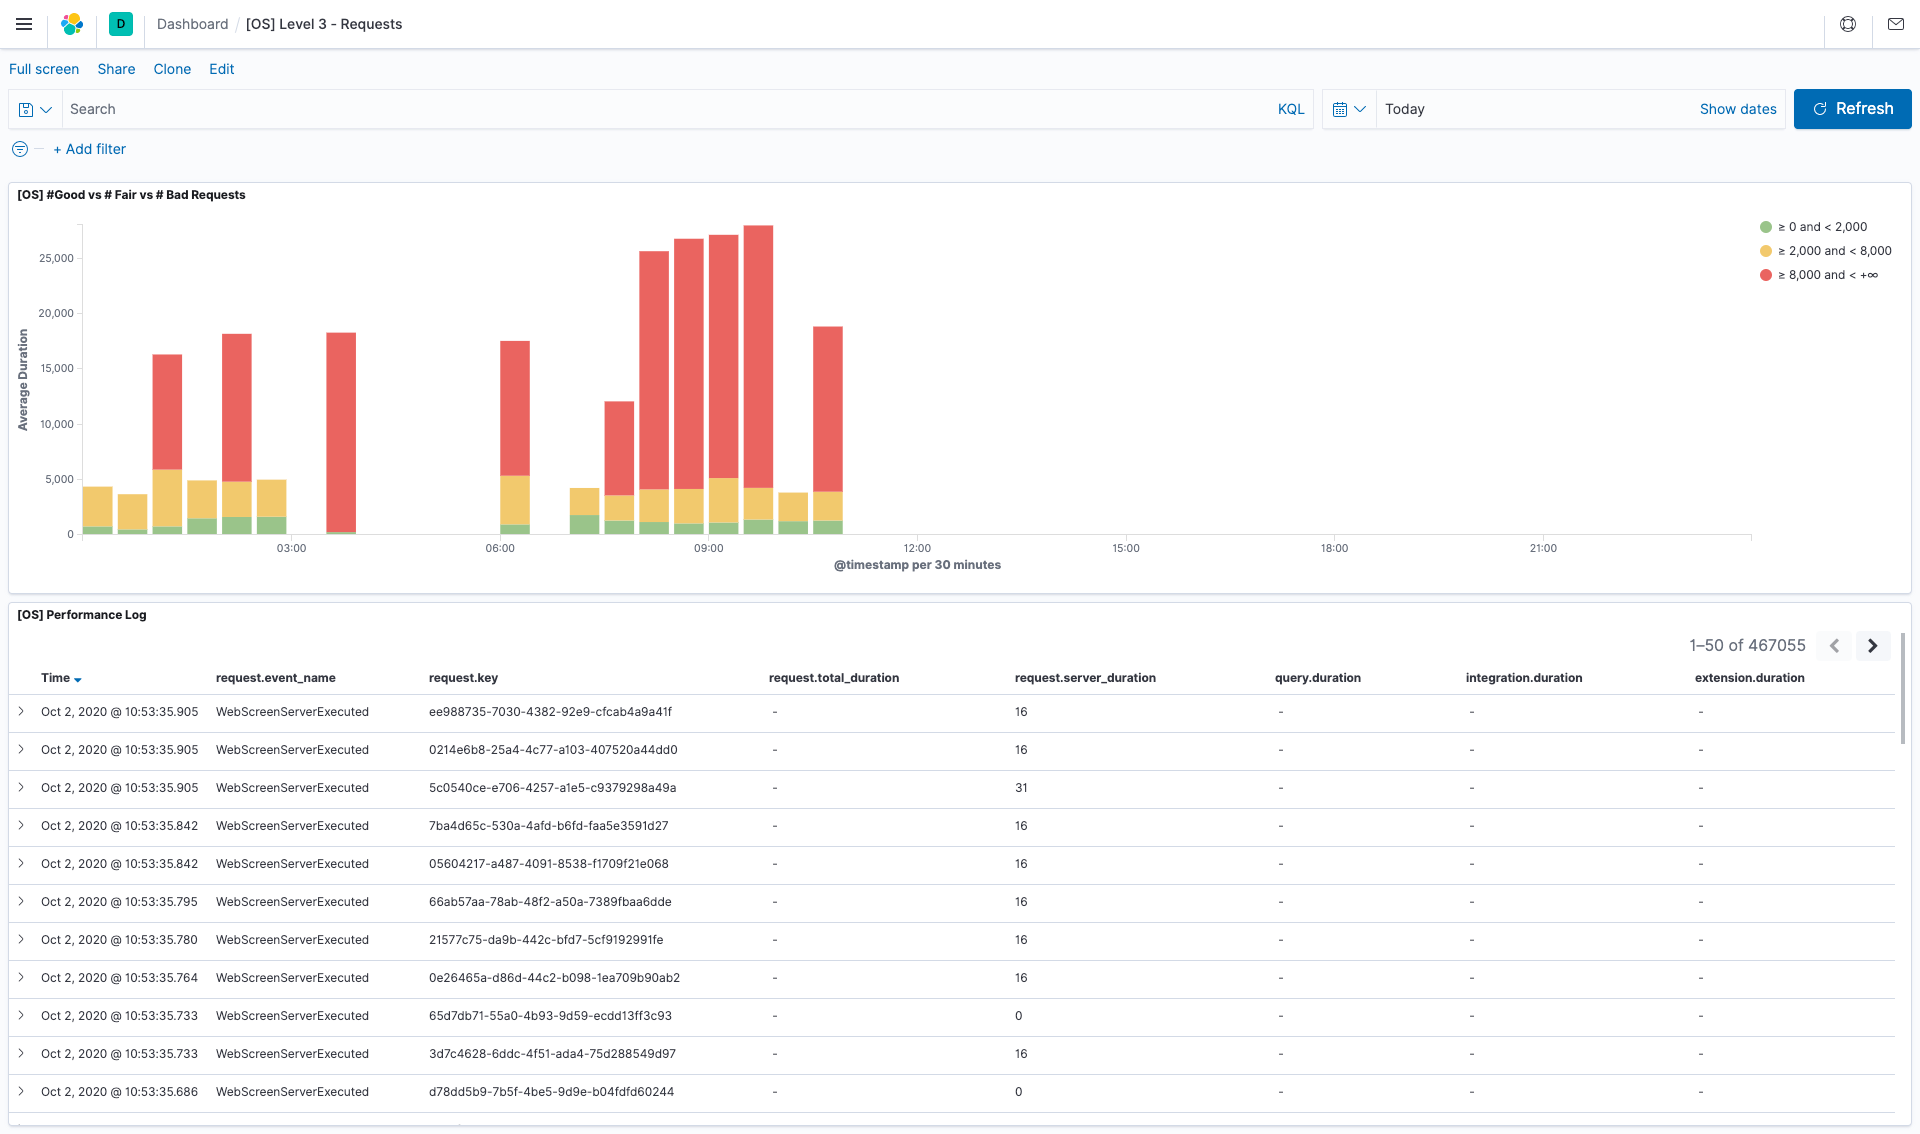 D Dashboard / [OS] Level 3 - Requests
Full screen Share Clone Edit
Search KQL Today Show dates Refresh
+ Add filter
[OS] #Good vs # Fair vs # Bad Requests
≥ 0 and < 2,000
≥ 2,000 and < 8,000
≥ 8,000 and < +∞
25,000
20,000
15,000
10,000
5,000
0
Average Duration
03:00 06:00 09:00 12:00 15:00 18:00 21:00
@timestamp per 30 minutes
[OS] Performance Log
1–50 of 467055
Time request.event_name request.key request.total_duration request.server_duration query.duration integration.duration extension.duration
Oct 2, 2020 @ 10:53:35.905 WebScreenServerExecuted ee988735-7030-4382-92e9-cfcab4a9a41f - 16 - - -
Oct 2, 2020 @ 10:53:35.905 WebScreenServerExecuted 0214e6b8-25a4-4c77-a103-407520a44dd0 - 16 - - -
Oct 2, 2020 @ 10:53:35.905 WebScreenServerExecuted 5c0540ce-e706-4257-a1e5-c9379298a49a - 31 - - -
Oct 2, 2020 @ 10:53:35.842 WebScreenServerExecuted 7ba4d65c-530a-4afd-b6fd-faa5e3591d27 - 16 - - -
Oct 2, 2020 @ 10:53:35.842 WebScreenServerExecuted 05604217-a487-4091-8538-f1709f21e068 - 16 - - -
Oct 2, 2020 @ 10:53:35.795 WebScreenServerExecuted 66ab57aa-78ab-48f2-a50a-7389fbaa6dde - 16 - - -
Oct 2, 2020 @ 10:53:35.780 WebScreenServerExecuted 21577c75-da9b-442c-bfd7-5cf9192991fe - 16 - - -
Oct 2, 2020 @ 10:53:35.764 WebScreenServerExecuted 0e26465a-d86d-44c2-b098-1ea709b90ab2 - 16 - - -
Oct 2, 2020 @ 10:53:35.733 WebScreenServerExecuted 65d7db71-55a0-4b93-9d59-ecdd13ff3c93 - 0 - - -
Oct 2, 2020 @ 10:53:35.733 WebScreenServerExecuted 3d7c4628-6ddc-4f51-ada4-75d288549d97 - 16 - - -
Oct 2, 2020 @ 10:53:35.686 WebScreenServerExecuted d78dd5b9-7b5f-4be5-9d9e-b04fdfd60244 - 0 - - -